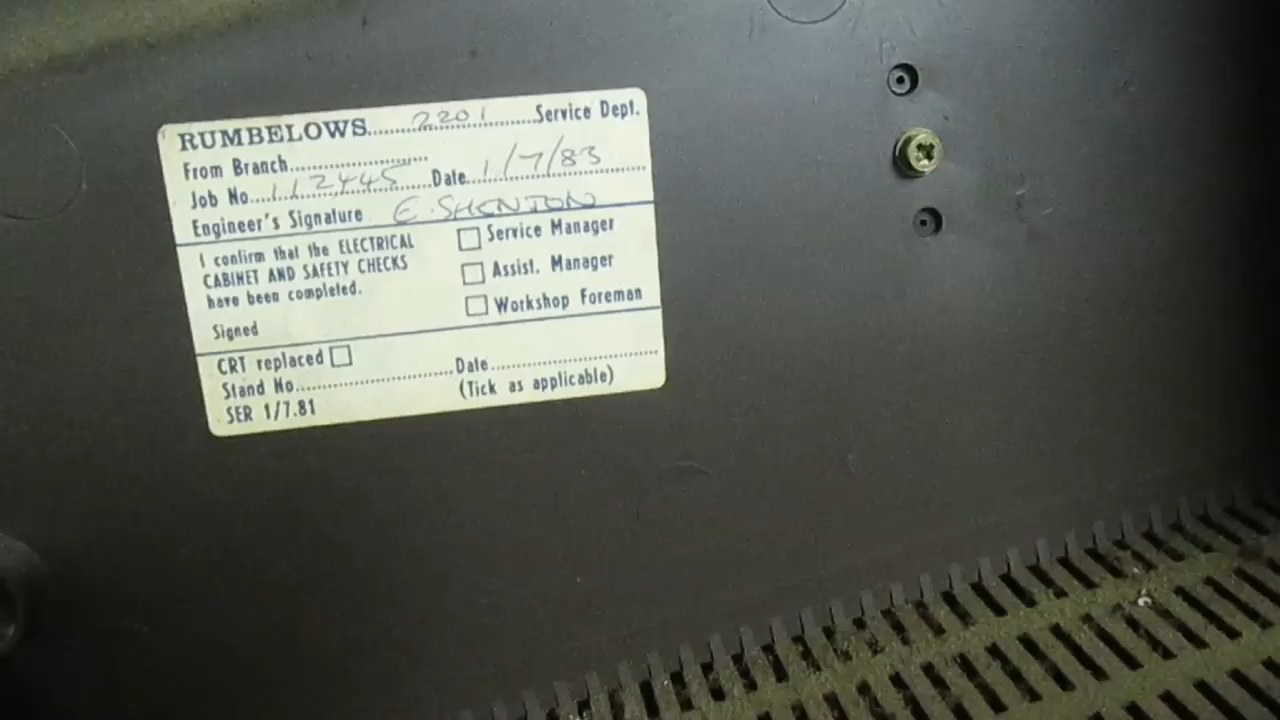 RUMBELOWS 2201 Service Dept.
From Branch
Job No. 112445 Date 1/7/83
Engineer's Signature E. SHENTON
I confirm that the ELECTRICAL
CABINET AND SAFETY CHECKS
have been completed.
Signed
Service Manager
Assist. Manager
Workshop Foreman
CRT replaced
Stand No. Date
SER 1/7.81 (Tick as applicable)